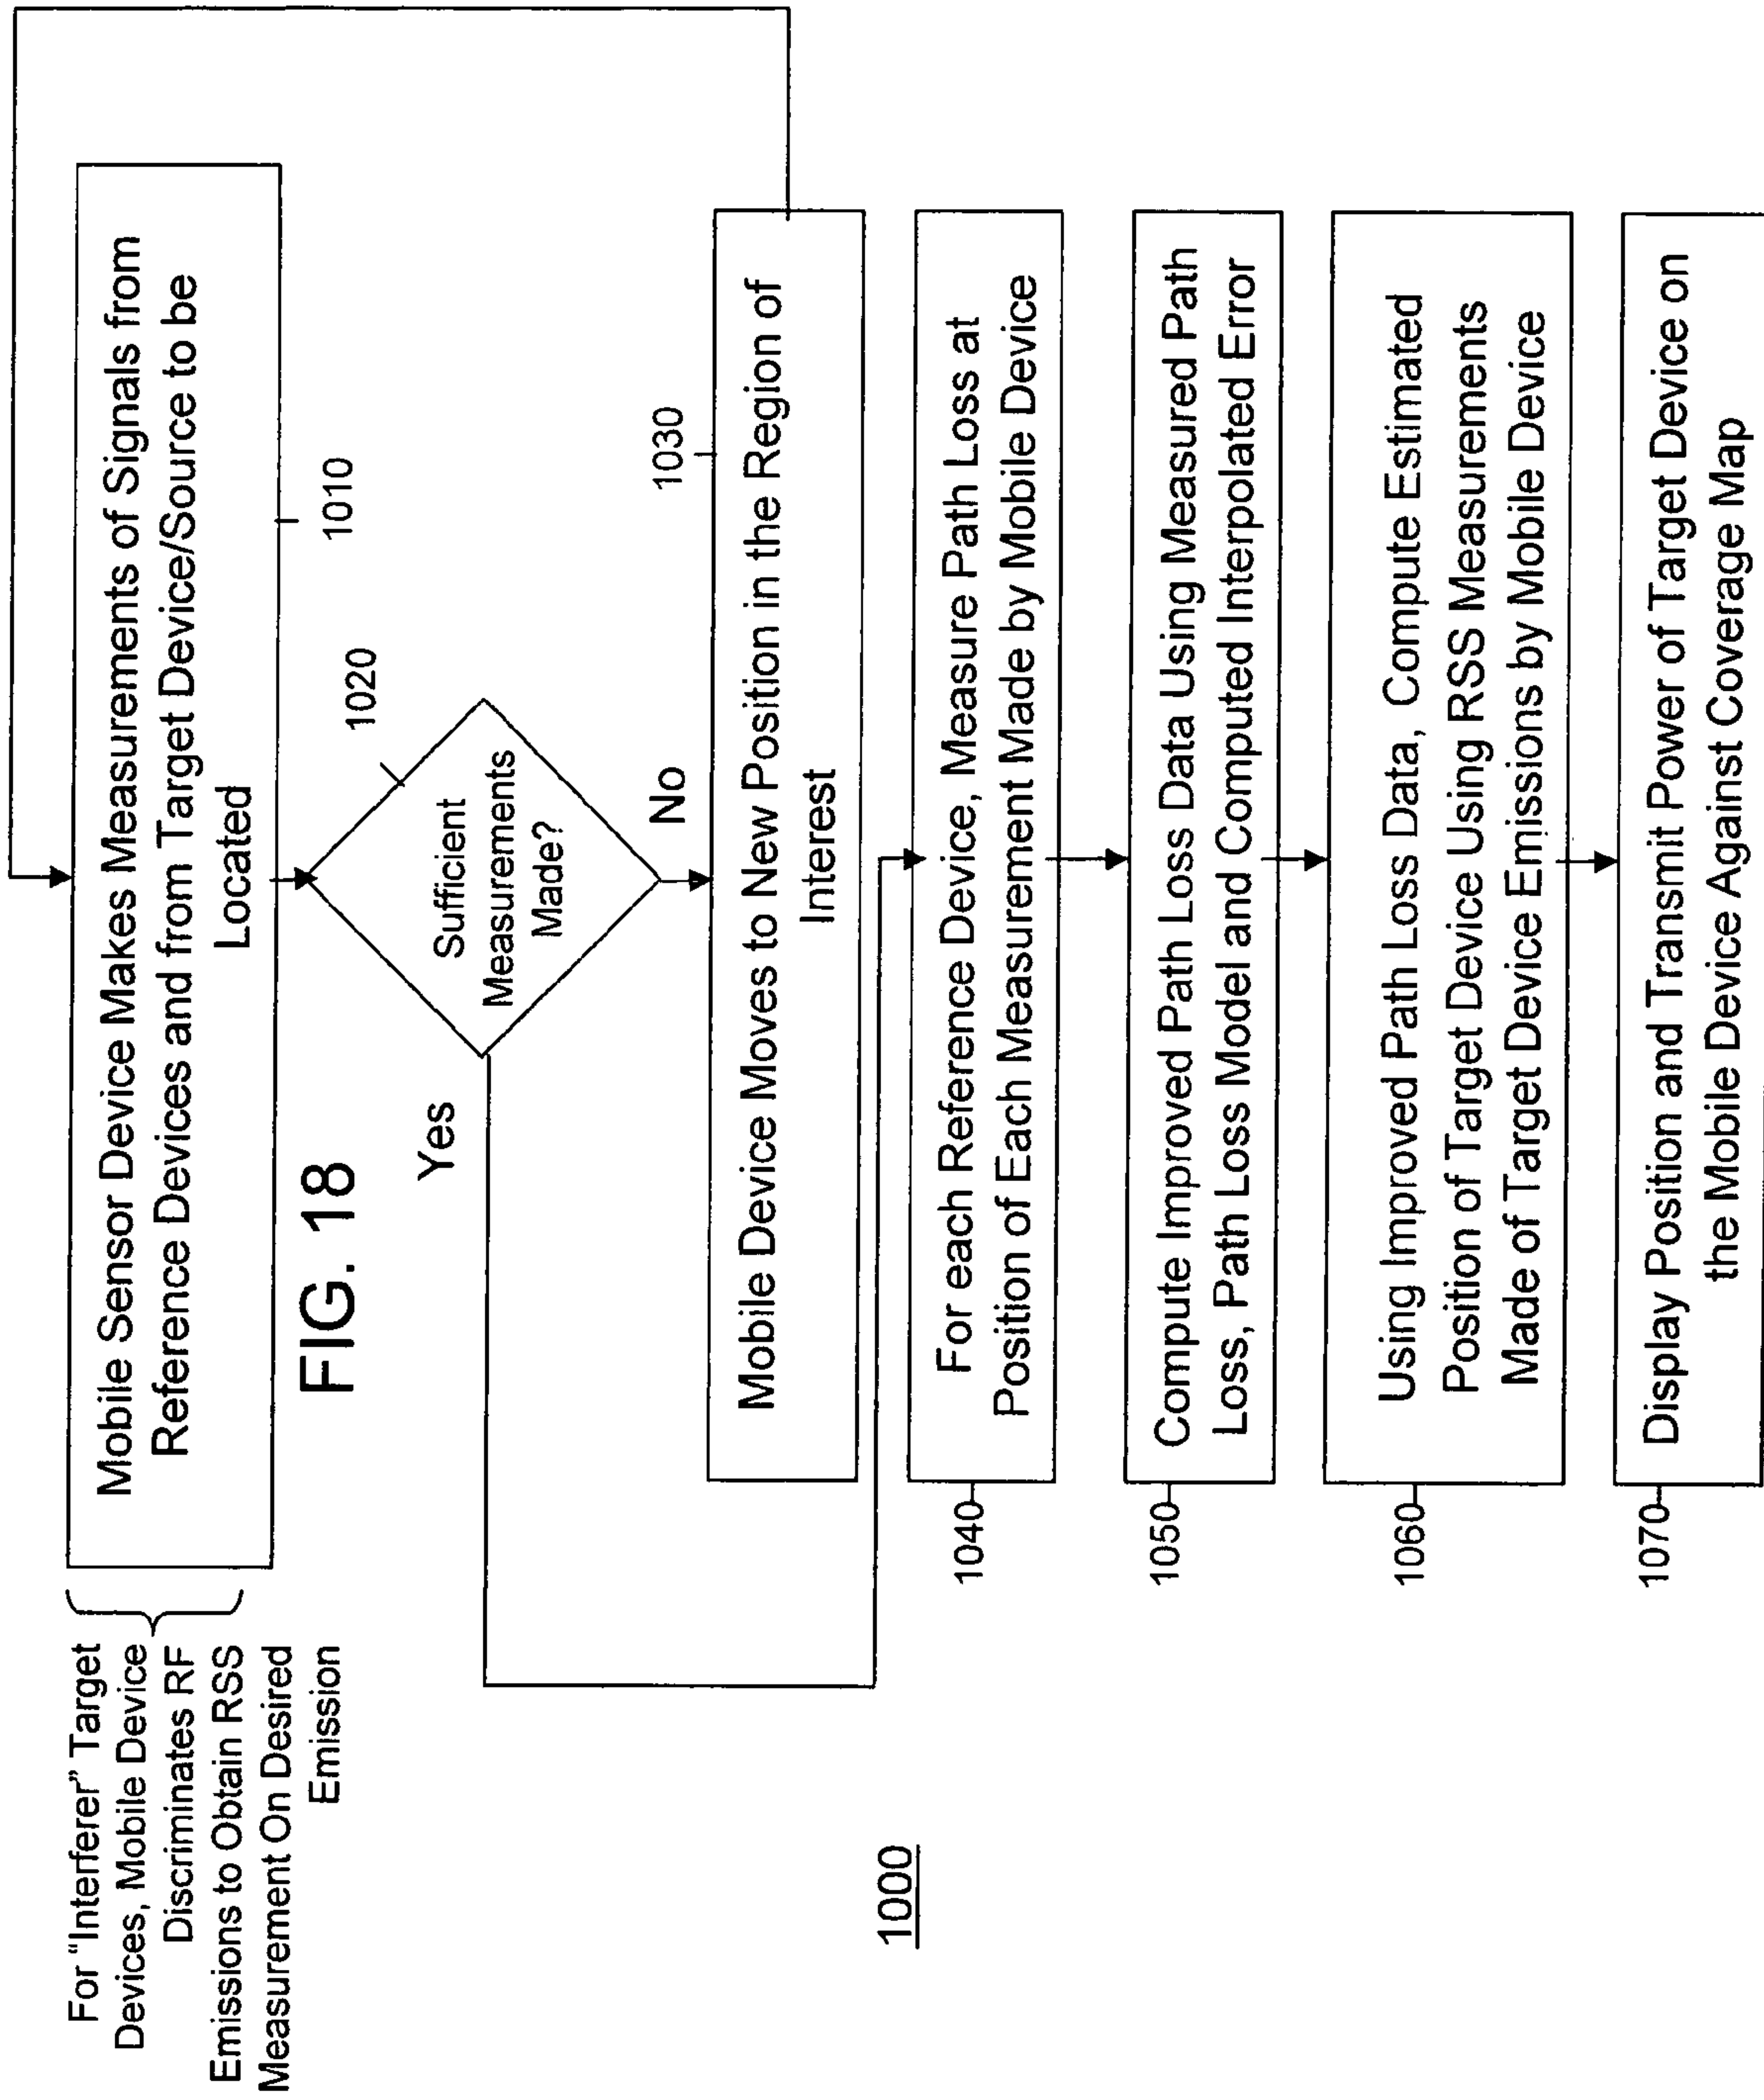 For "Interferer" Target
Devices, Mobile Device
Discriminates RF
Emissions to Obtain RSS
Measurement On Desired
Emission
Mobile Sensor Device Makes Measurements of Signals from
Reference Devices and from Target Device/Source to be
Located
1010
FIG. 18
1020
Sufficient
Measurements
Made?
Yes
No
1030
Mobile Device Moves to New Position in the Region of
Interest
1000
1040
For each Reference Device, Measure Path Loss at
Position of Each Measurement Made by Mobile Device
1050
Compute Improved Path Loss Data Using Measured Path
Loss, Path Loss Model and Computed Interpolated Error
1060
Using Improved Path Loss Data, Compute Estimated
Position of Target Device Using RSS Measurements
Made of Target Device Emissions by Mobile Device
1070
Display Position and Transmit Power of Target Device on
the Mobile Device Against Coverage Map